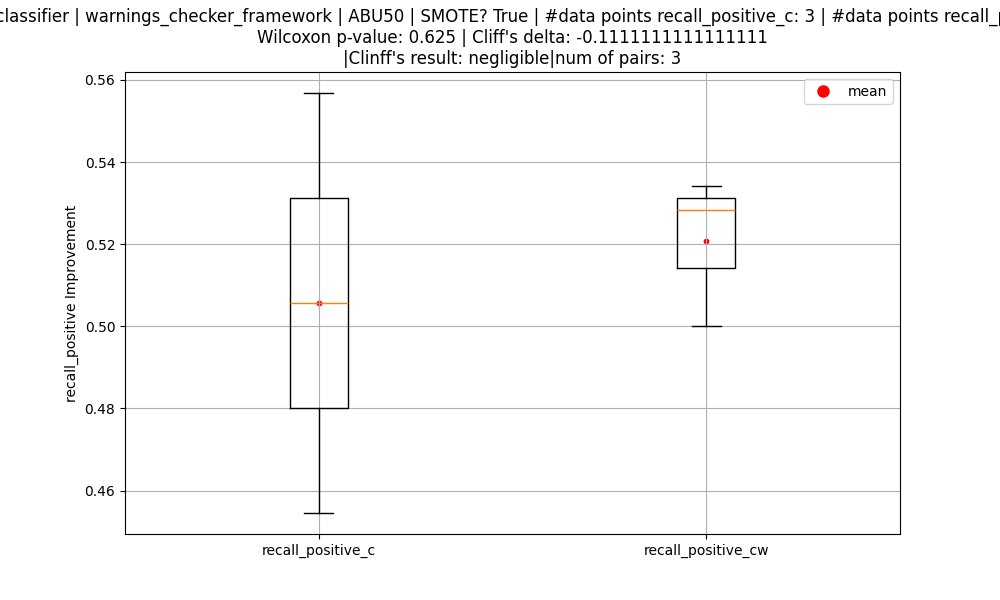 classifier | warnings_checker_framework | ABU50 | SMOTE? True | #data points recall_positive_c: 3 | #data points
Wilcoxon p-value: 0.625 | Cliff's delta: -0.1111111111111111
|Clinff's result: negligible|num of pairs: 3
0.56
mean
0.54
0.52
0.50
0.48
0.46
recall_positive Improvement
recall_positive_c
recall_positive_cw